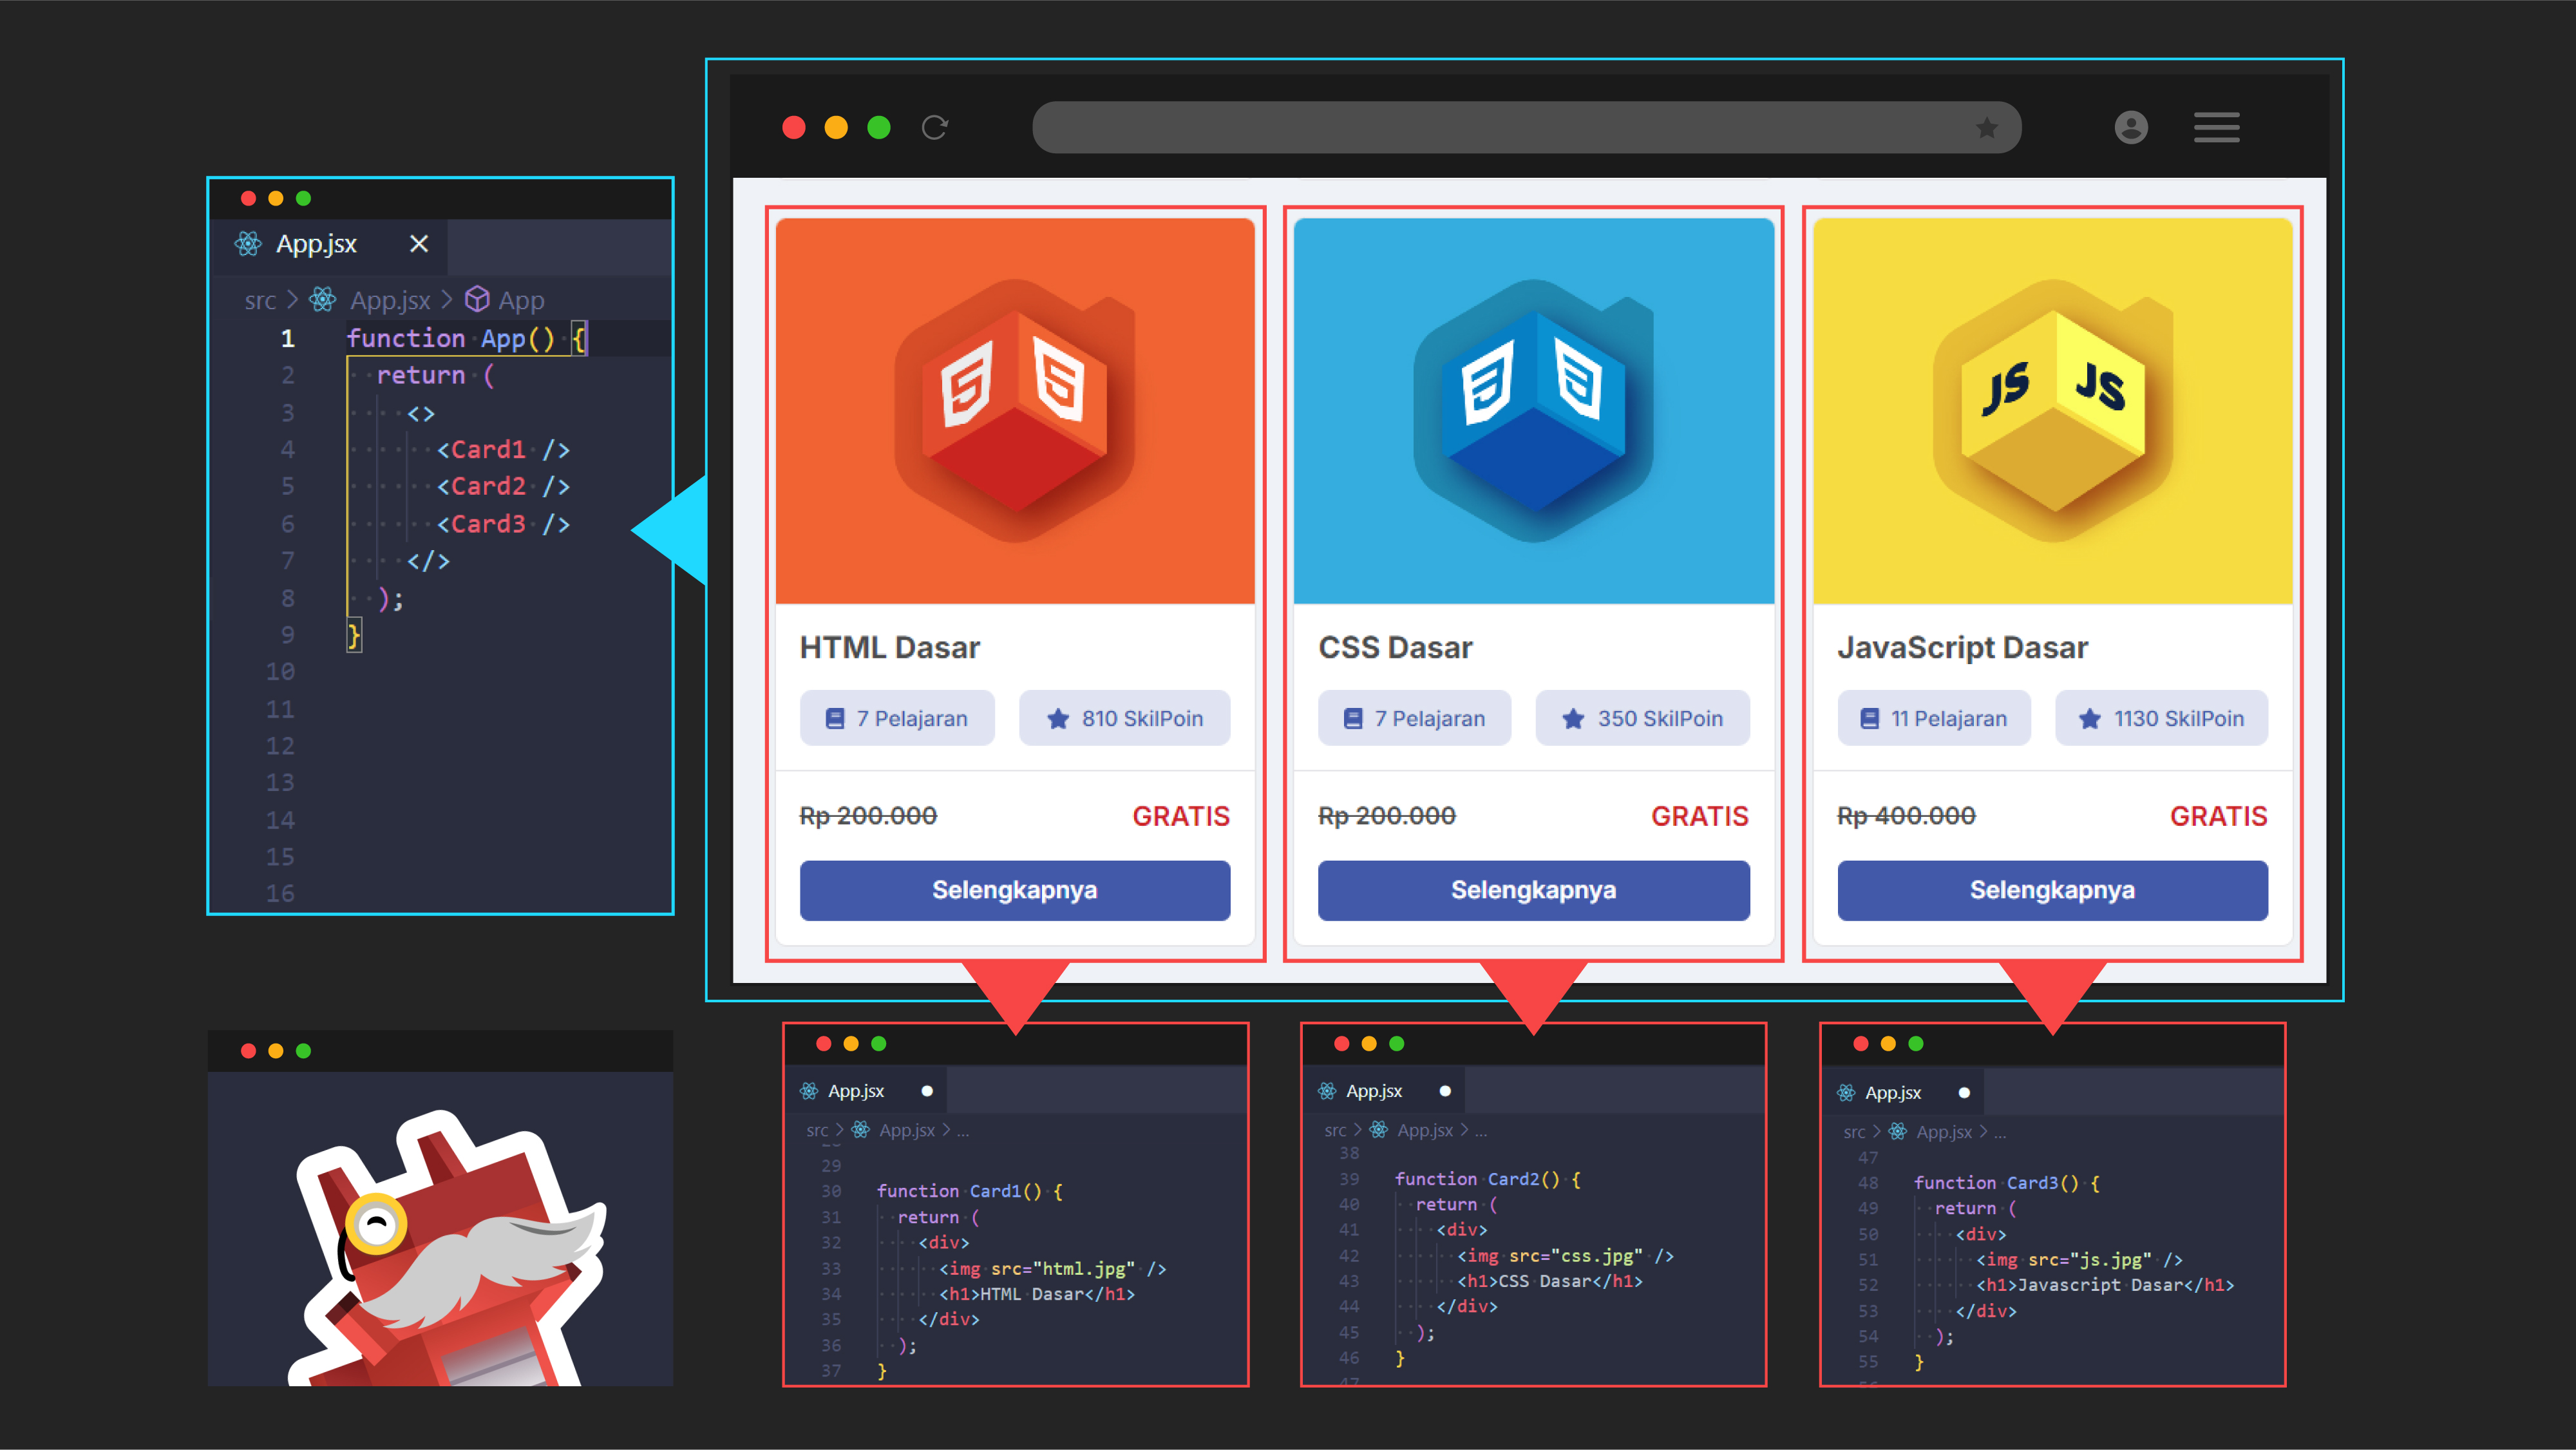 App.jsx
src > App.jsx > App
1 function App() {
2 return (
3 <>
4 <Card1 />
5 <Card2 />
6 <Card3 />
7 </>
8 );
9 }
10
11
12
13
14
15
16
JS JS
HTML Dasar
7 Pelajaran 810 SkilPoin
Rp 200.000 GRATIS
Selengkapnya
CSS Dasar
7 Pelajaran 350 SkilPoin
Rp 200.000 GRATIS
Selengkapnya
JavaScript Dasar
11 Pelajaran 1130 SkilPoin
Rp 400.000 GRATIS
Selengkapnya
App.jsx
src > App.jsx > ...
29
30 function Card1() {
31 return (
32 <div>
33 <img src="html.jpg" />
34 <h1>HTML Dasar</h1>
35 </div>
36 );
37 }
App.jsx
src > App.jsx > ...
38
39 function Card2() {
40 return (
41 <div>
42 <img src="css.jpg" />
43 <h1>CSS Dasar</h1>
44 </div>
45 );
46 }
47
App.jsx
src > App.jsx > ...
47
48 function Card3() {
49 return (
50 <div>
51 <img src="js.jpg" />
52 <h1>Javascript Dasar</h1>
53 </div>
54 );
55 }